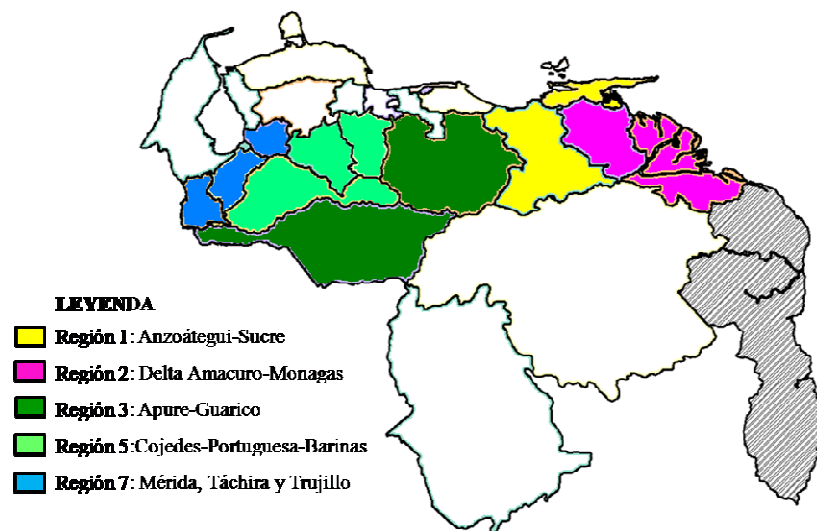 LEYENDA
Región 1: Anzoátegui-Sucre
Región 2: Delta Amacuro-Monagas
Región 3: Apure-Guarico
Región 5:Cojedes-Portuguesa-Barinas
Región 7: Mérida, Táchira y Trujillo